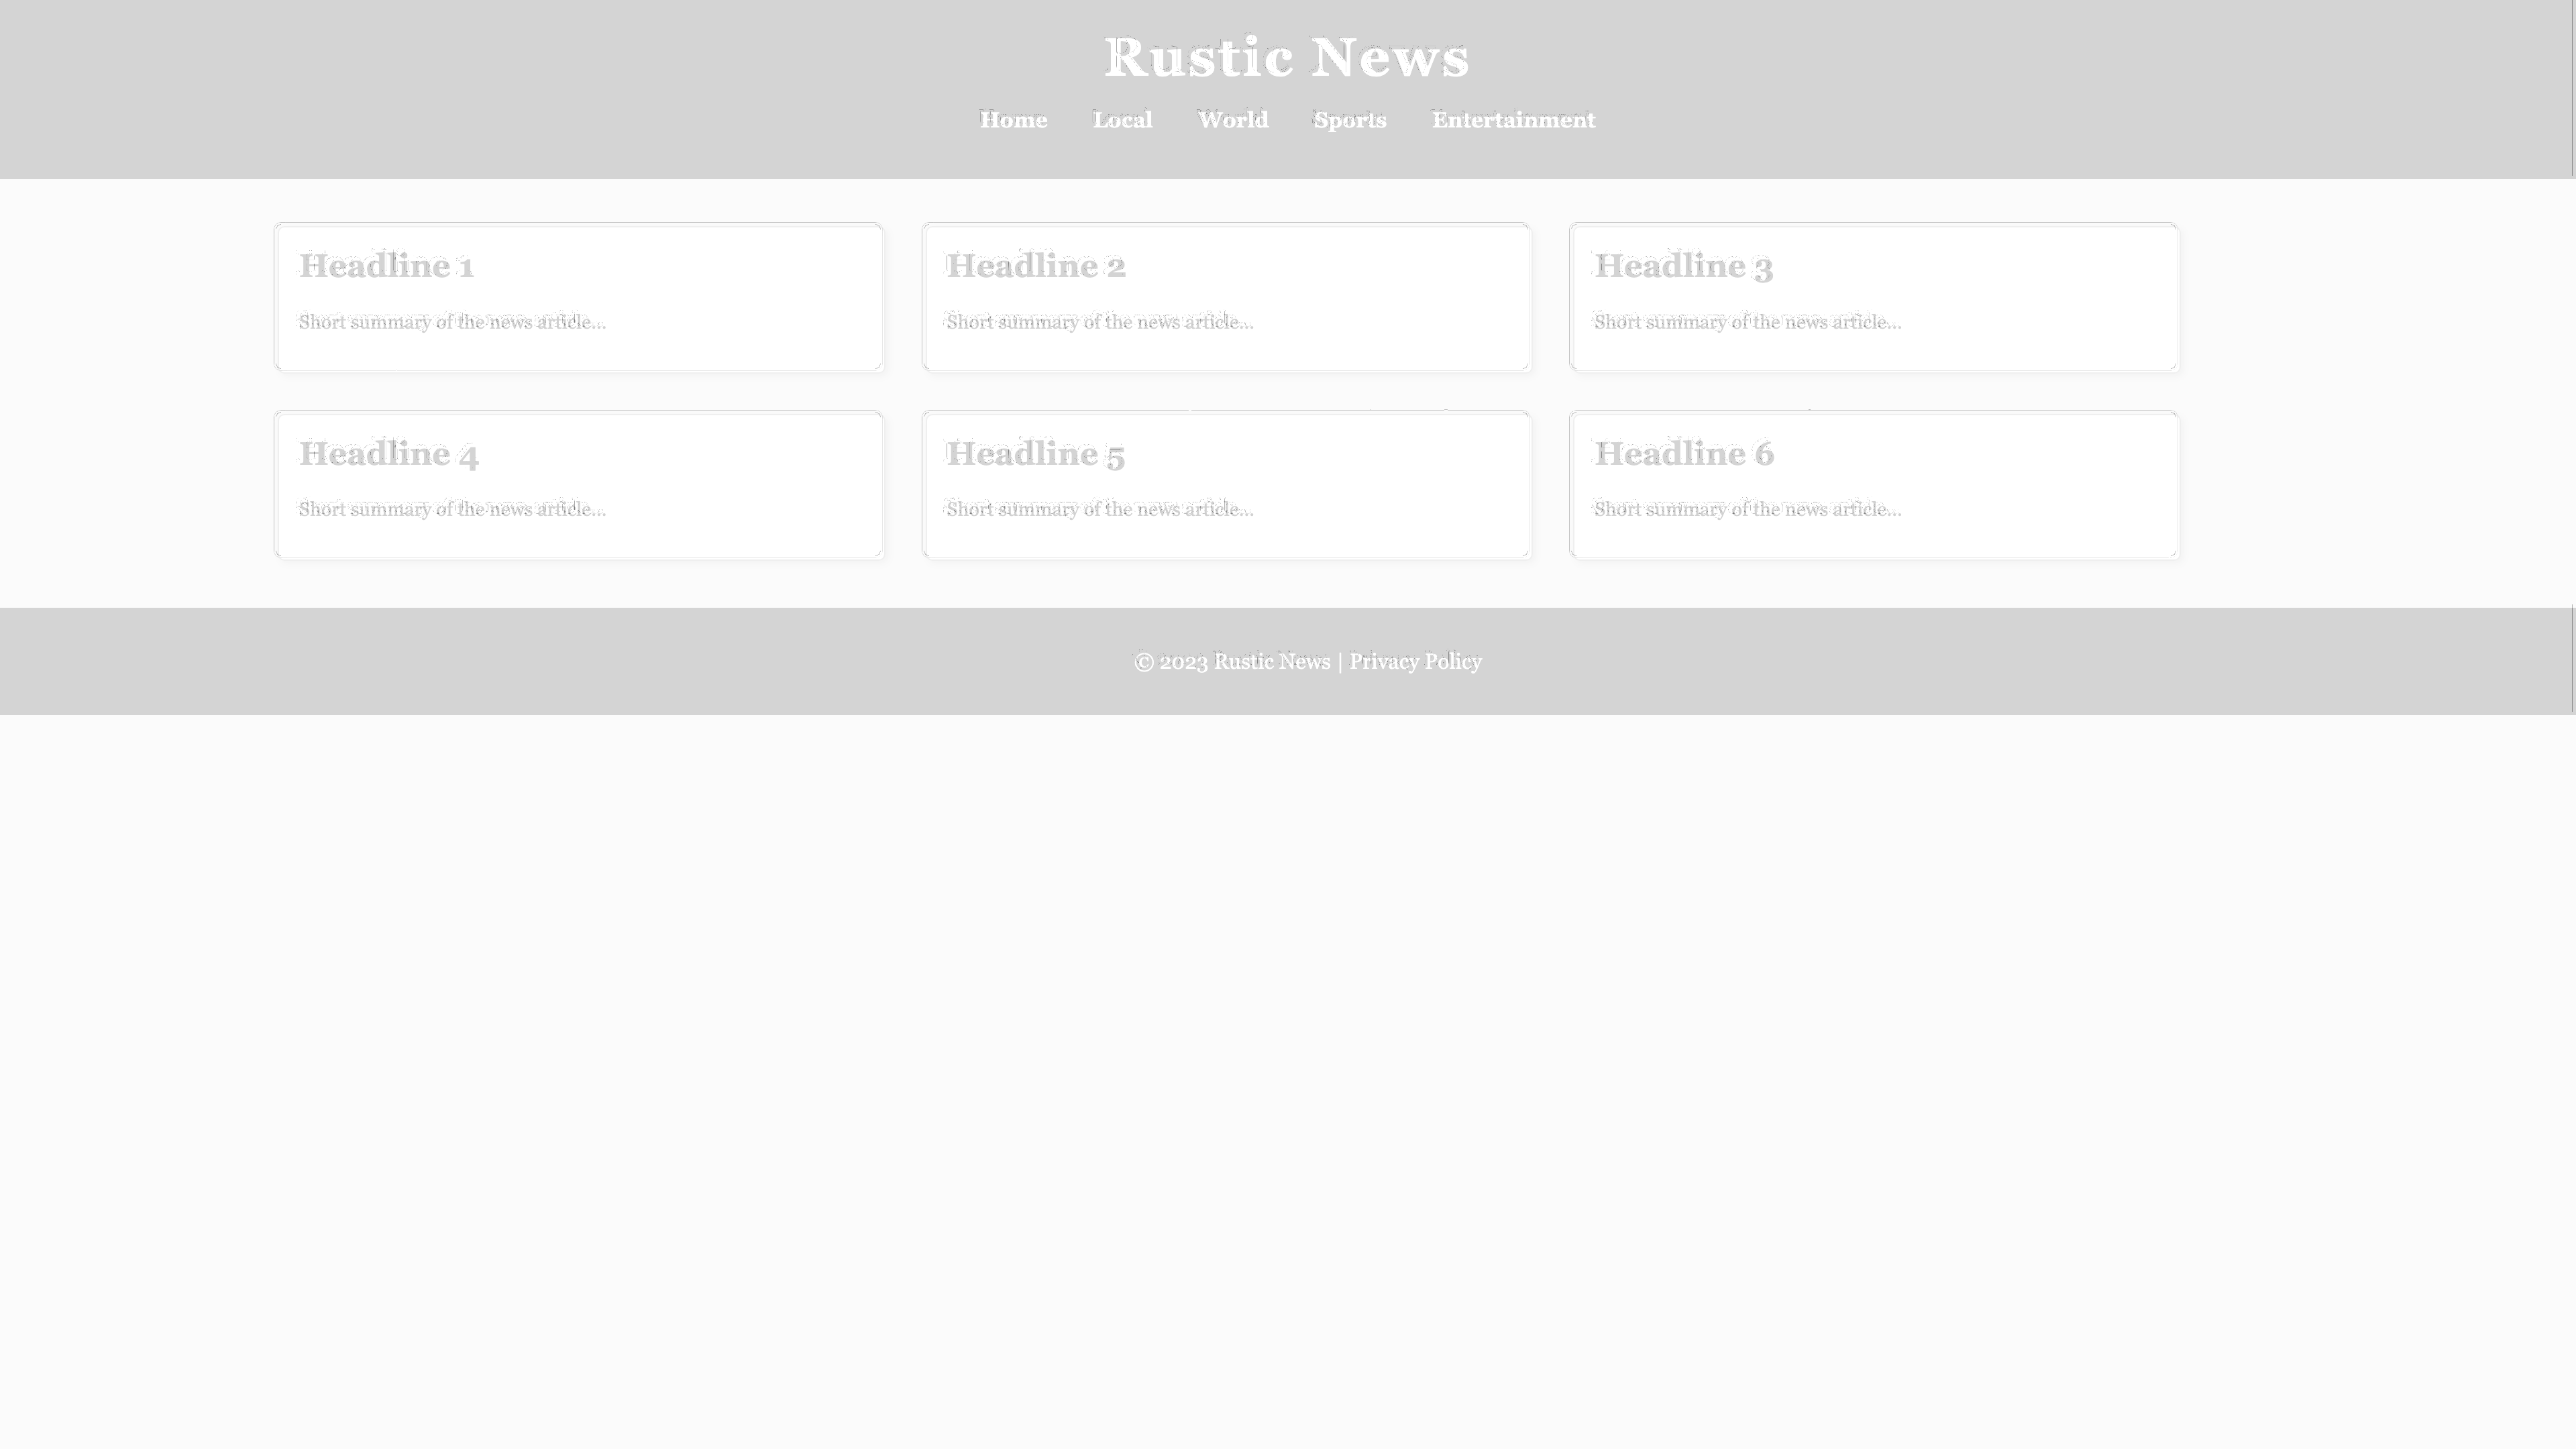 Rustic News
Home Local World Sports Entertainment
Headline 1
Short summary of the news article...
Headline 2
Short summary of the news article...
Headline 3
Short summary of the news article...
Headline 4
Short summary of the news article...
Headline 5
Short summary of the news article...
Headline 6
Short summary of the news article...
© 2023 Rustic News | Privacy Policy